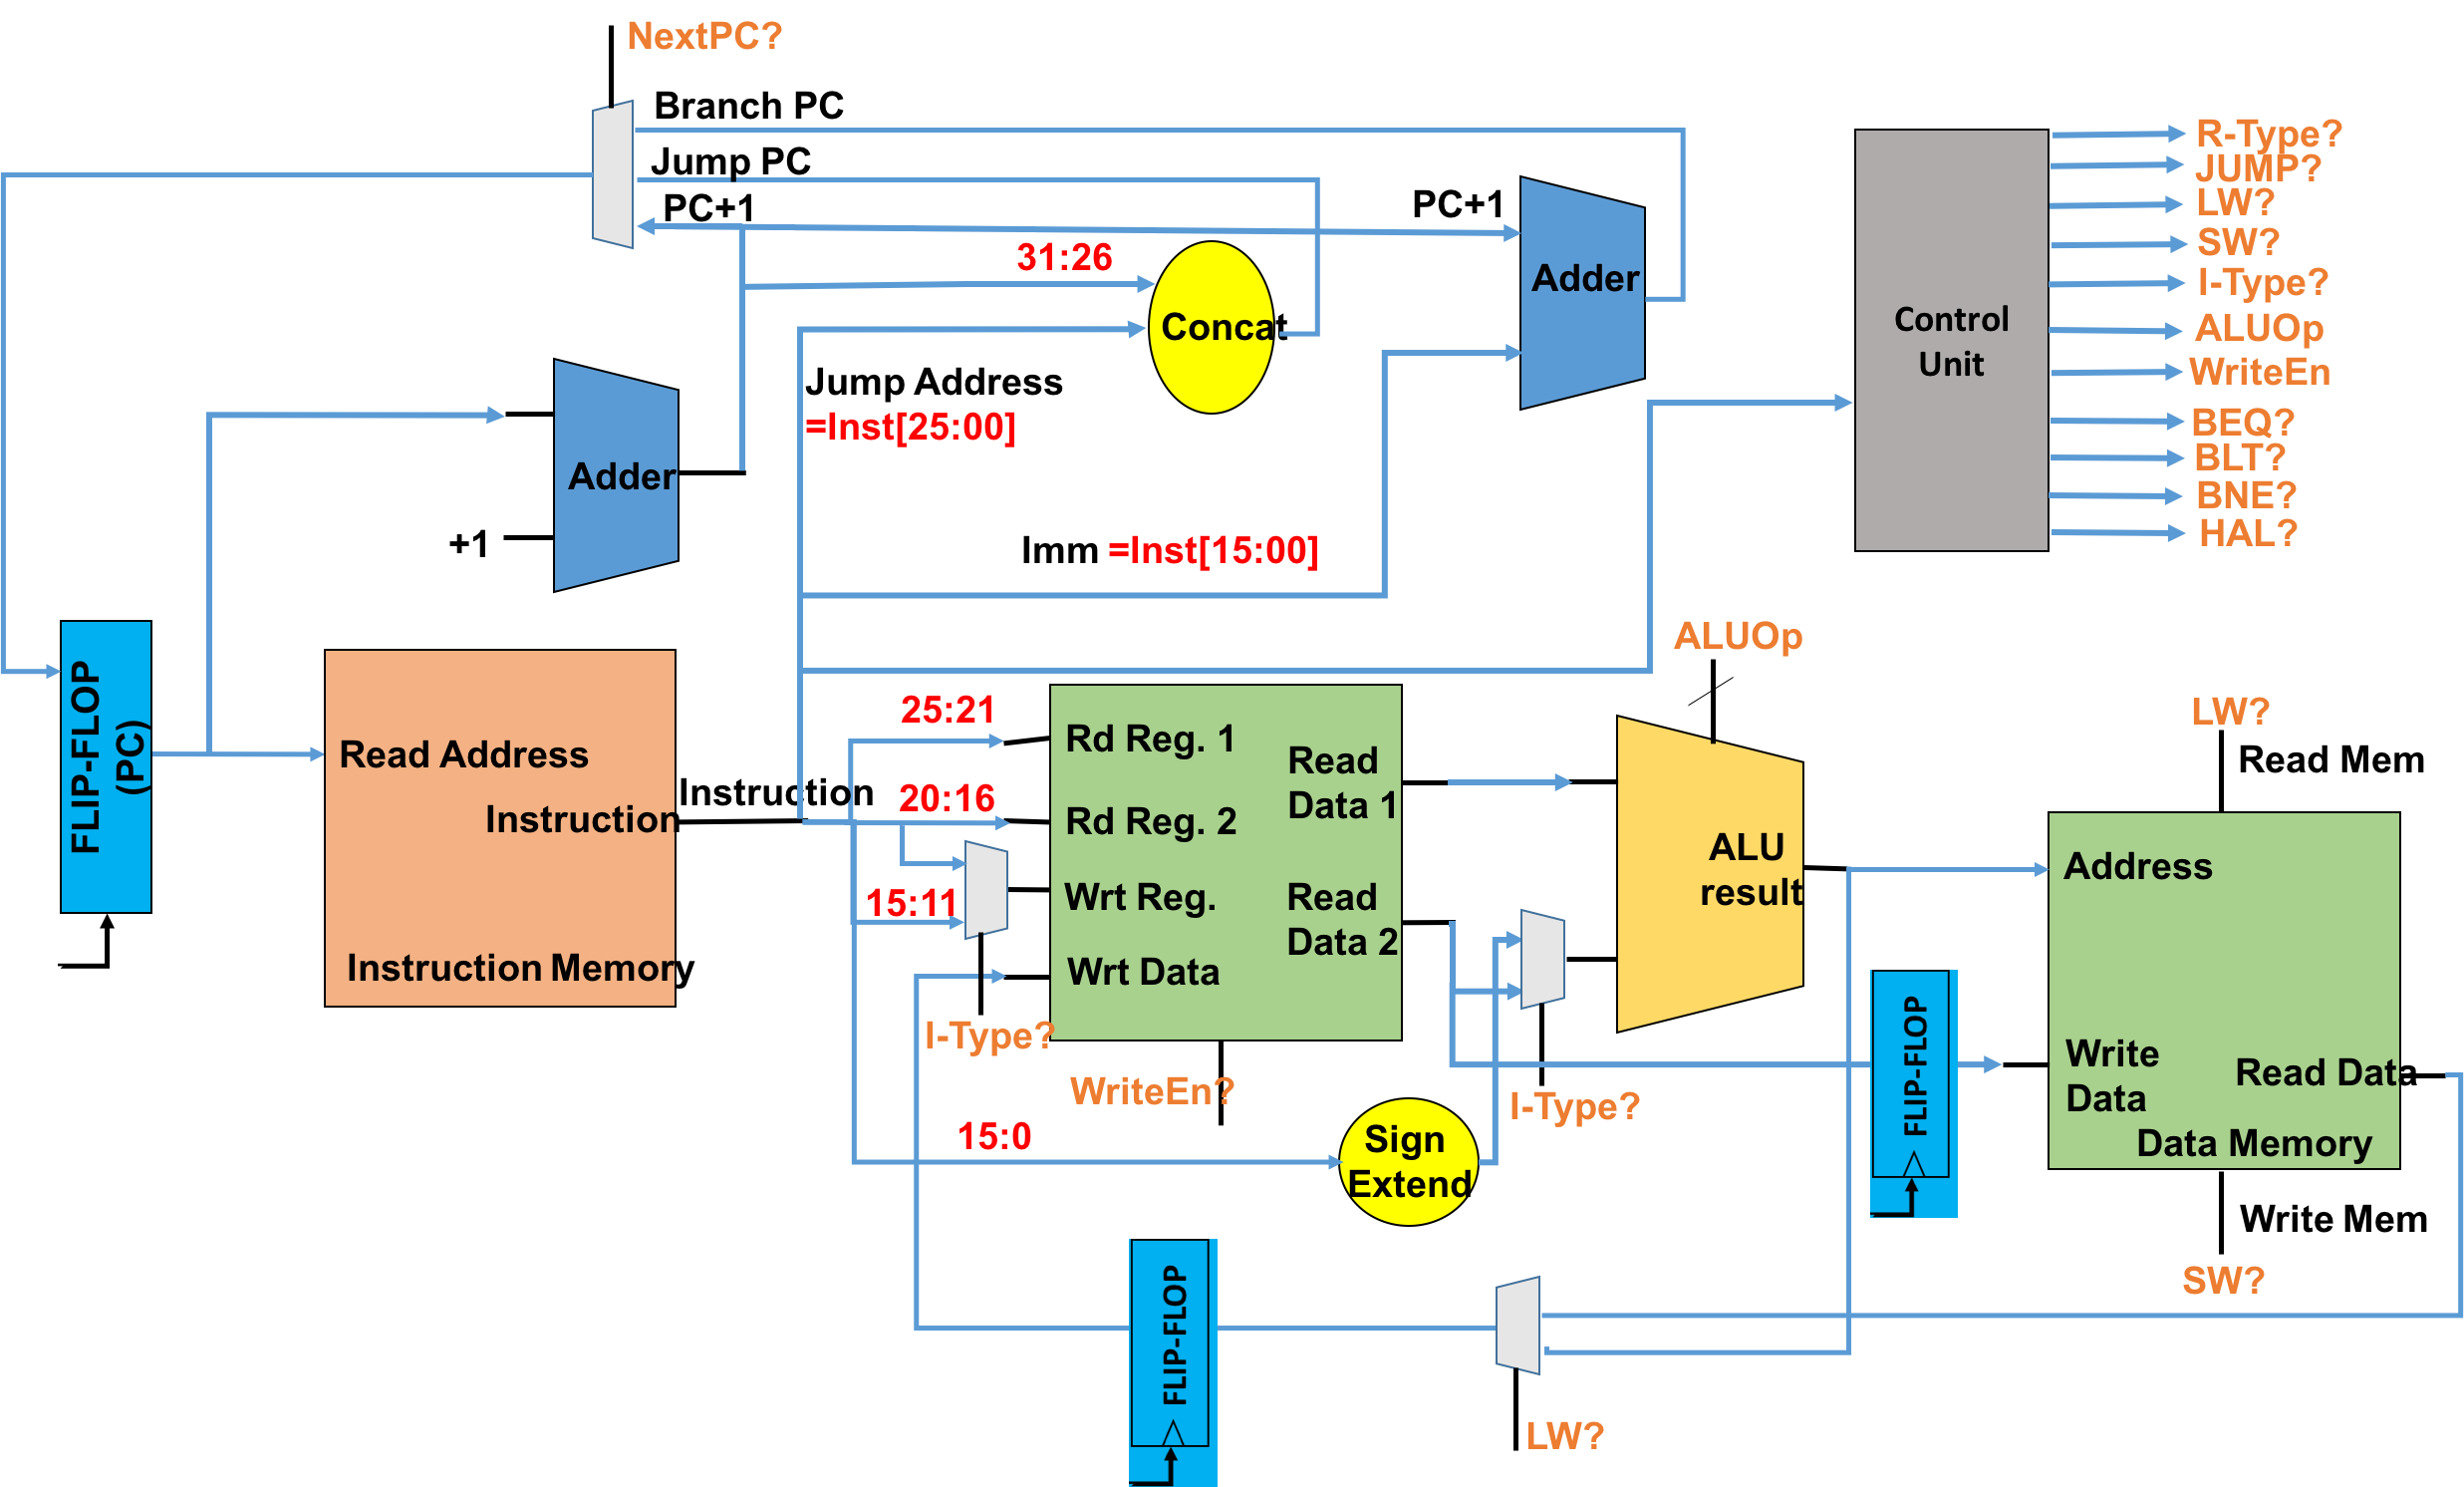 NextPC?
Branch PC
Jump PC
PC+1
PC+1
31:26
Adder
Concat
Jump Address
=Inst[25:00]
Adder
+1
Imm =Inst[15:00]
Control
Unit
R-Type?
JUMP?
LW?
SW?
I-Type?
ALUOp
WriteEn
BEQ?
BLT?
BNE?
HAL?
FLIP-FLOP
(PC)
Read Address
Instruction
Instruction Memory
Instruction
25:21
20:16
15:11
I-Type?
Rd Reg. 1
Rd Reg. 2
Wrt Reg.
Wrt Data
Read
Data 1
Read
Data 2
WriteEn?
15:0
Sign
Extend
I-Type?
ALUOp
ALU
result
LW?
Read Mem
Address
Write
Data
Read Data
Data Memory
Write Mem
SW?
FLIP-FLOP
FLIP-FLOP
LW?